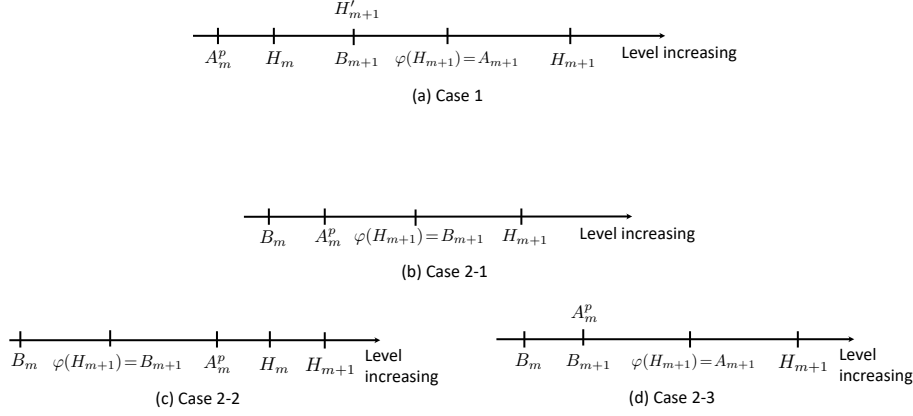 H'_{m+1}
A^p_m H_m B_{m+1} φ(H_{m+1}) = A_{m+1} H_{m+1} Level increasing
(a) Case 1
B_m A^p_m φ(H_{m+1}) = B_{m+1} H_{m+1} Level increasing
(b) Case 2-1
B_m φ(H_{m+1}) = B_{m+1} A^p_m H_m H_{m+1} Level
increasing
(c) Case 2-2
A^p_m
B_m B_{m+1} φ(H_{m+1}) = A_{m+1} H_{m+1} Level
increasing
(d) Case 2-3